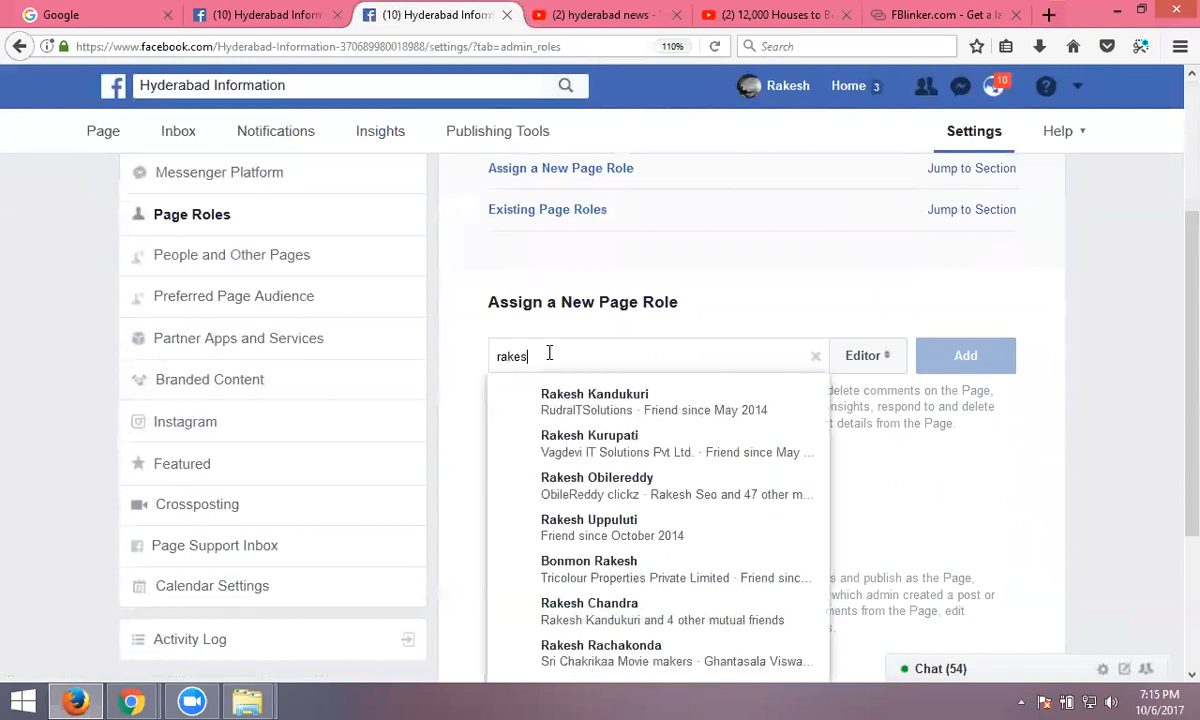 Google
(10) Hyderabad Inform
(10) Hyderabad Inform
(2) hyderabad news -
(2) 12,000 Houses to B
FBlinker.com - Get a la
https://www.facebook.com/Hyderabad-Information-370689980018988/settings/?tab=admin_roles
110%
Search
Hyderabad Information
Rakesh
Home 3
10
Page
Inbox
Notifications
Insights
Publishing Tools
Settings
Help
Messenger Platform
Page Roles
People and Other Pages
Preferred Page Audience
Partner Apps and Services
Branded Content
Instagram
Featured
Crossposting
Page Support Inbox
Calendar Settings
Activity Log
Assign a New Page Role
Jump to Section
Existing Page Roles
Jump to Section
Assign a New Page Role
rakes
Editor
Add
Rakesh Kandukuri
RudraITSolutions · Friend since May 2014
Rakesh Kurupati
Vagdevi IT Solutions Pvt Ltd. · Friend since May ...
Rakesh Obilereddy
ObileReddy clickz · Rakesh Seo and 47 other m...
Rakesh Uppuluti
Friend since October 2014
Bonmon Rakesh
Tricolour Properties Private Limited · Friend sinc...
Rakesh Chandra
Rakesh Kandukuri and 4 other mutual friends
Rakesh Rachakonda
Sri Chakrikaa Movie makers · Ghantasala Viswa...
delete comments on the Page,
nsights, respond to and delete
rt details from the Page.
s and publish as the Page,
which admin created a post or
ments from the Page, edit
s.
Chat (54)
7:15 PM
10/6/2017